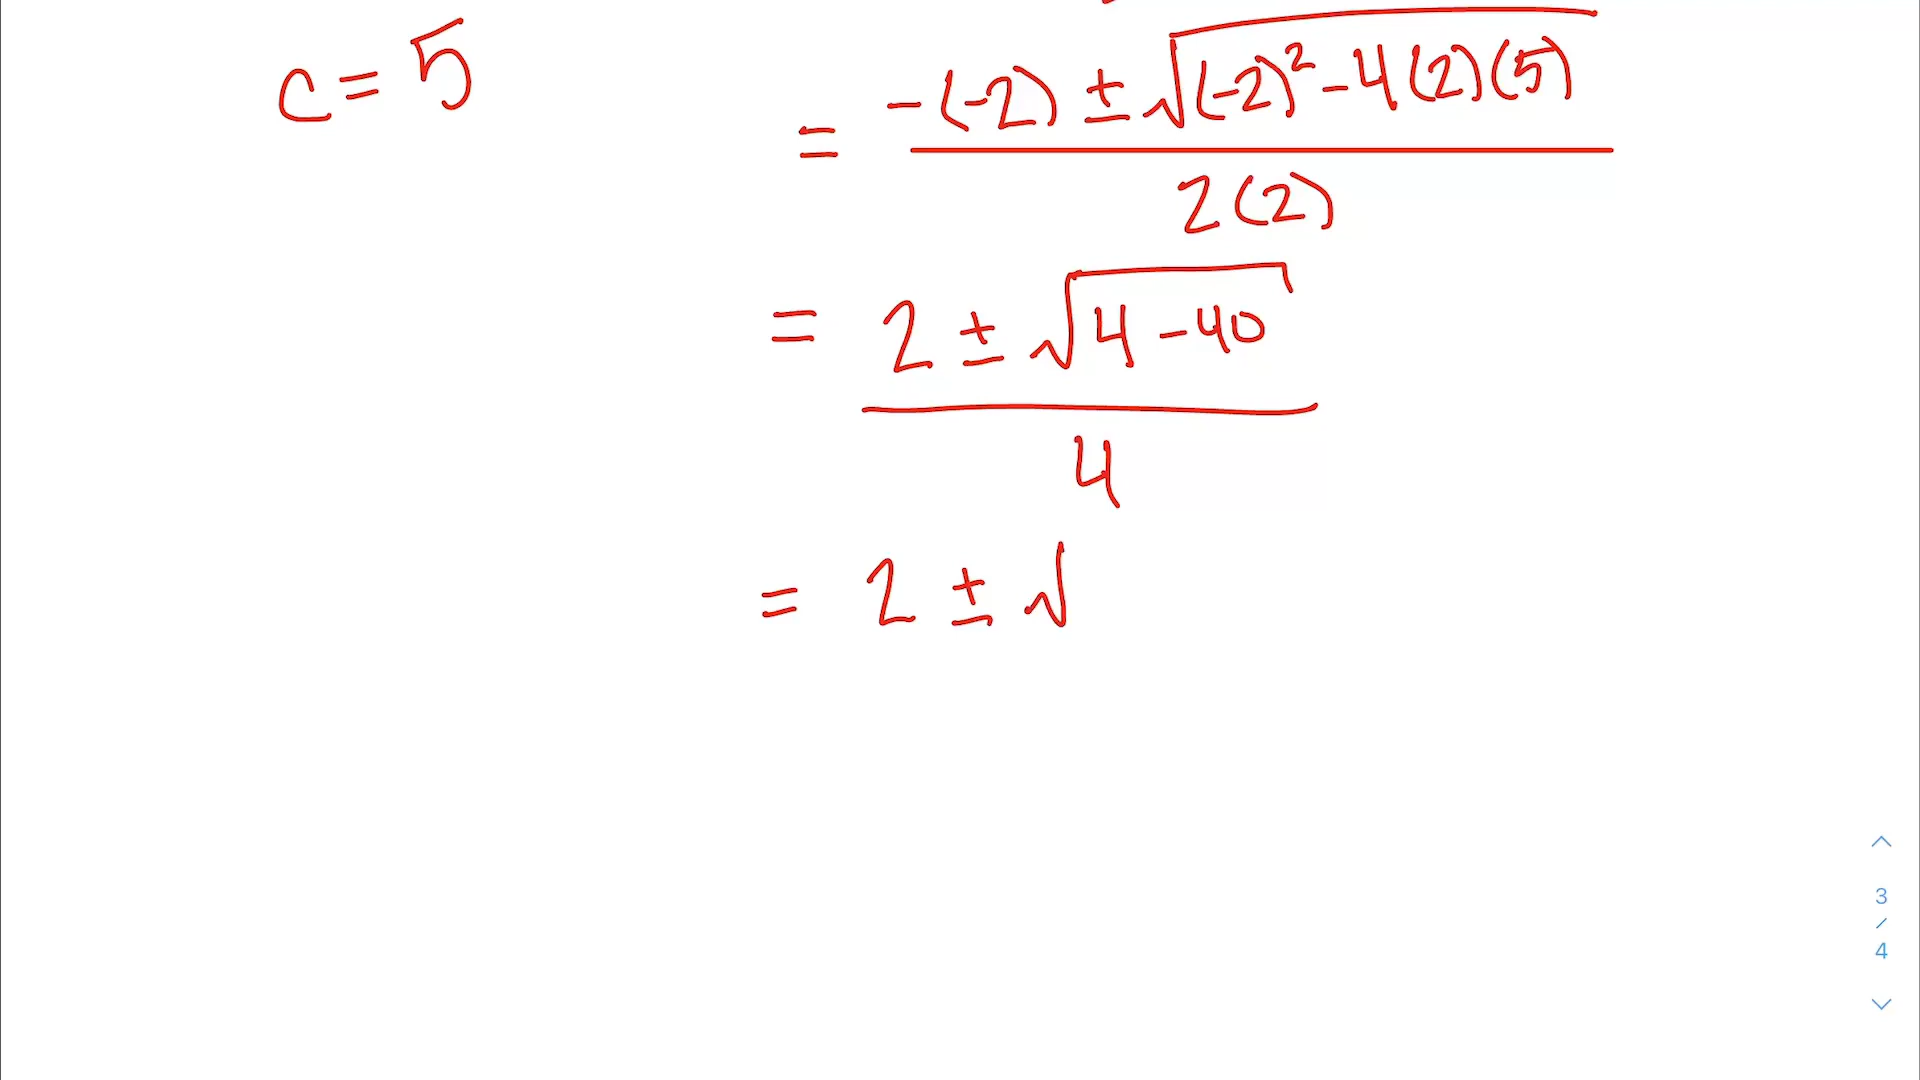 c = 5
= -(-2) ± √(-2)² - 4(2)(5)
2(2)
= 2 ± √4 - 40
4
= 2 ± √
3
/
4